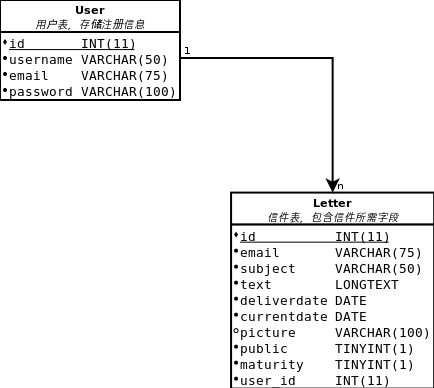 User
用户表，存储注册信息
id INT(11)
username VARCHAR(50)
email VARCHAR(75)
password VARCHAR(100)
1
n
Letter
信件表，包含信件所需字段
id INT(11)
email VARCHAR(75)
subject VARCHAR(50)
text LONGTEXT
deliverdate DATE
currentdate DATE
picture VARCHAR(100)
public TINYINT(1)
maturity TINYINT(1)
user_id INT(11)